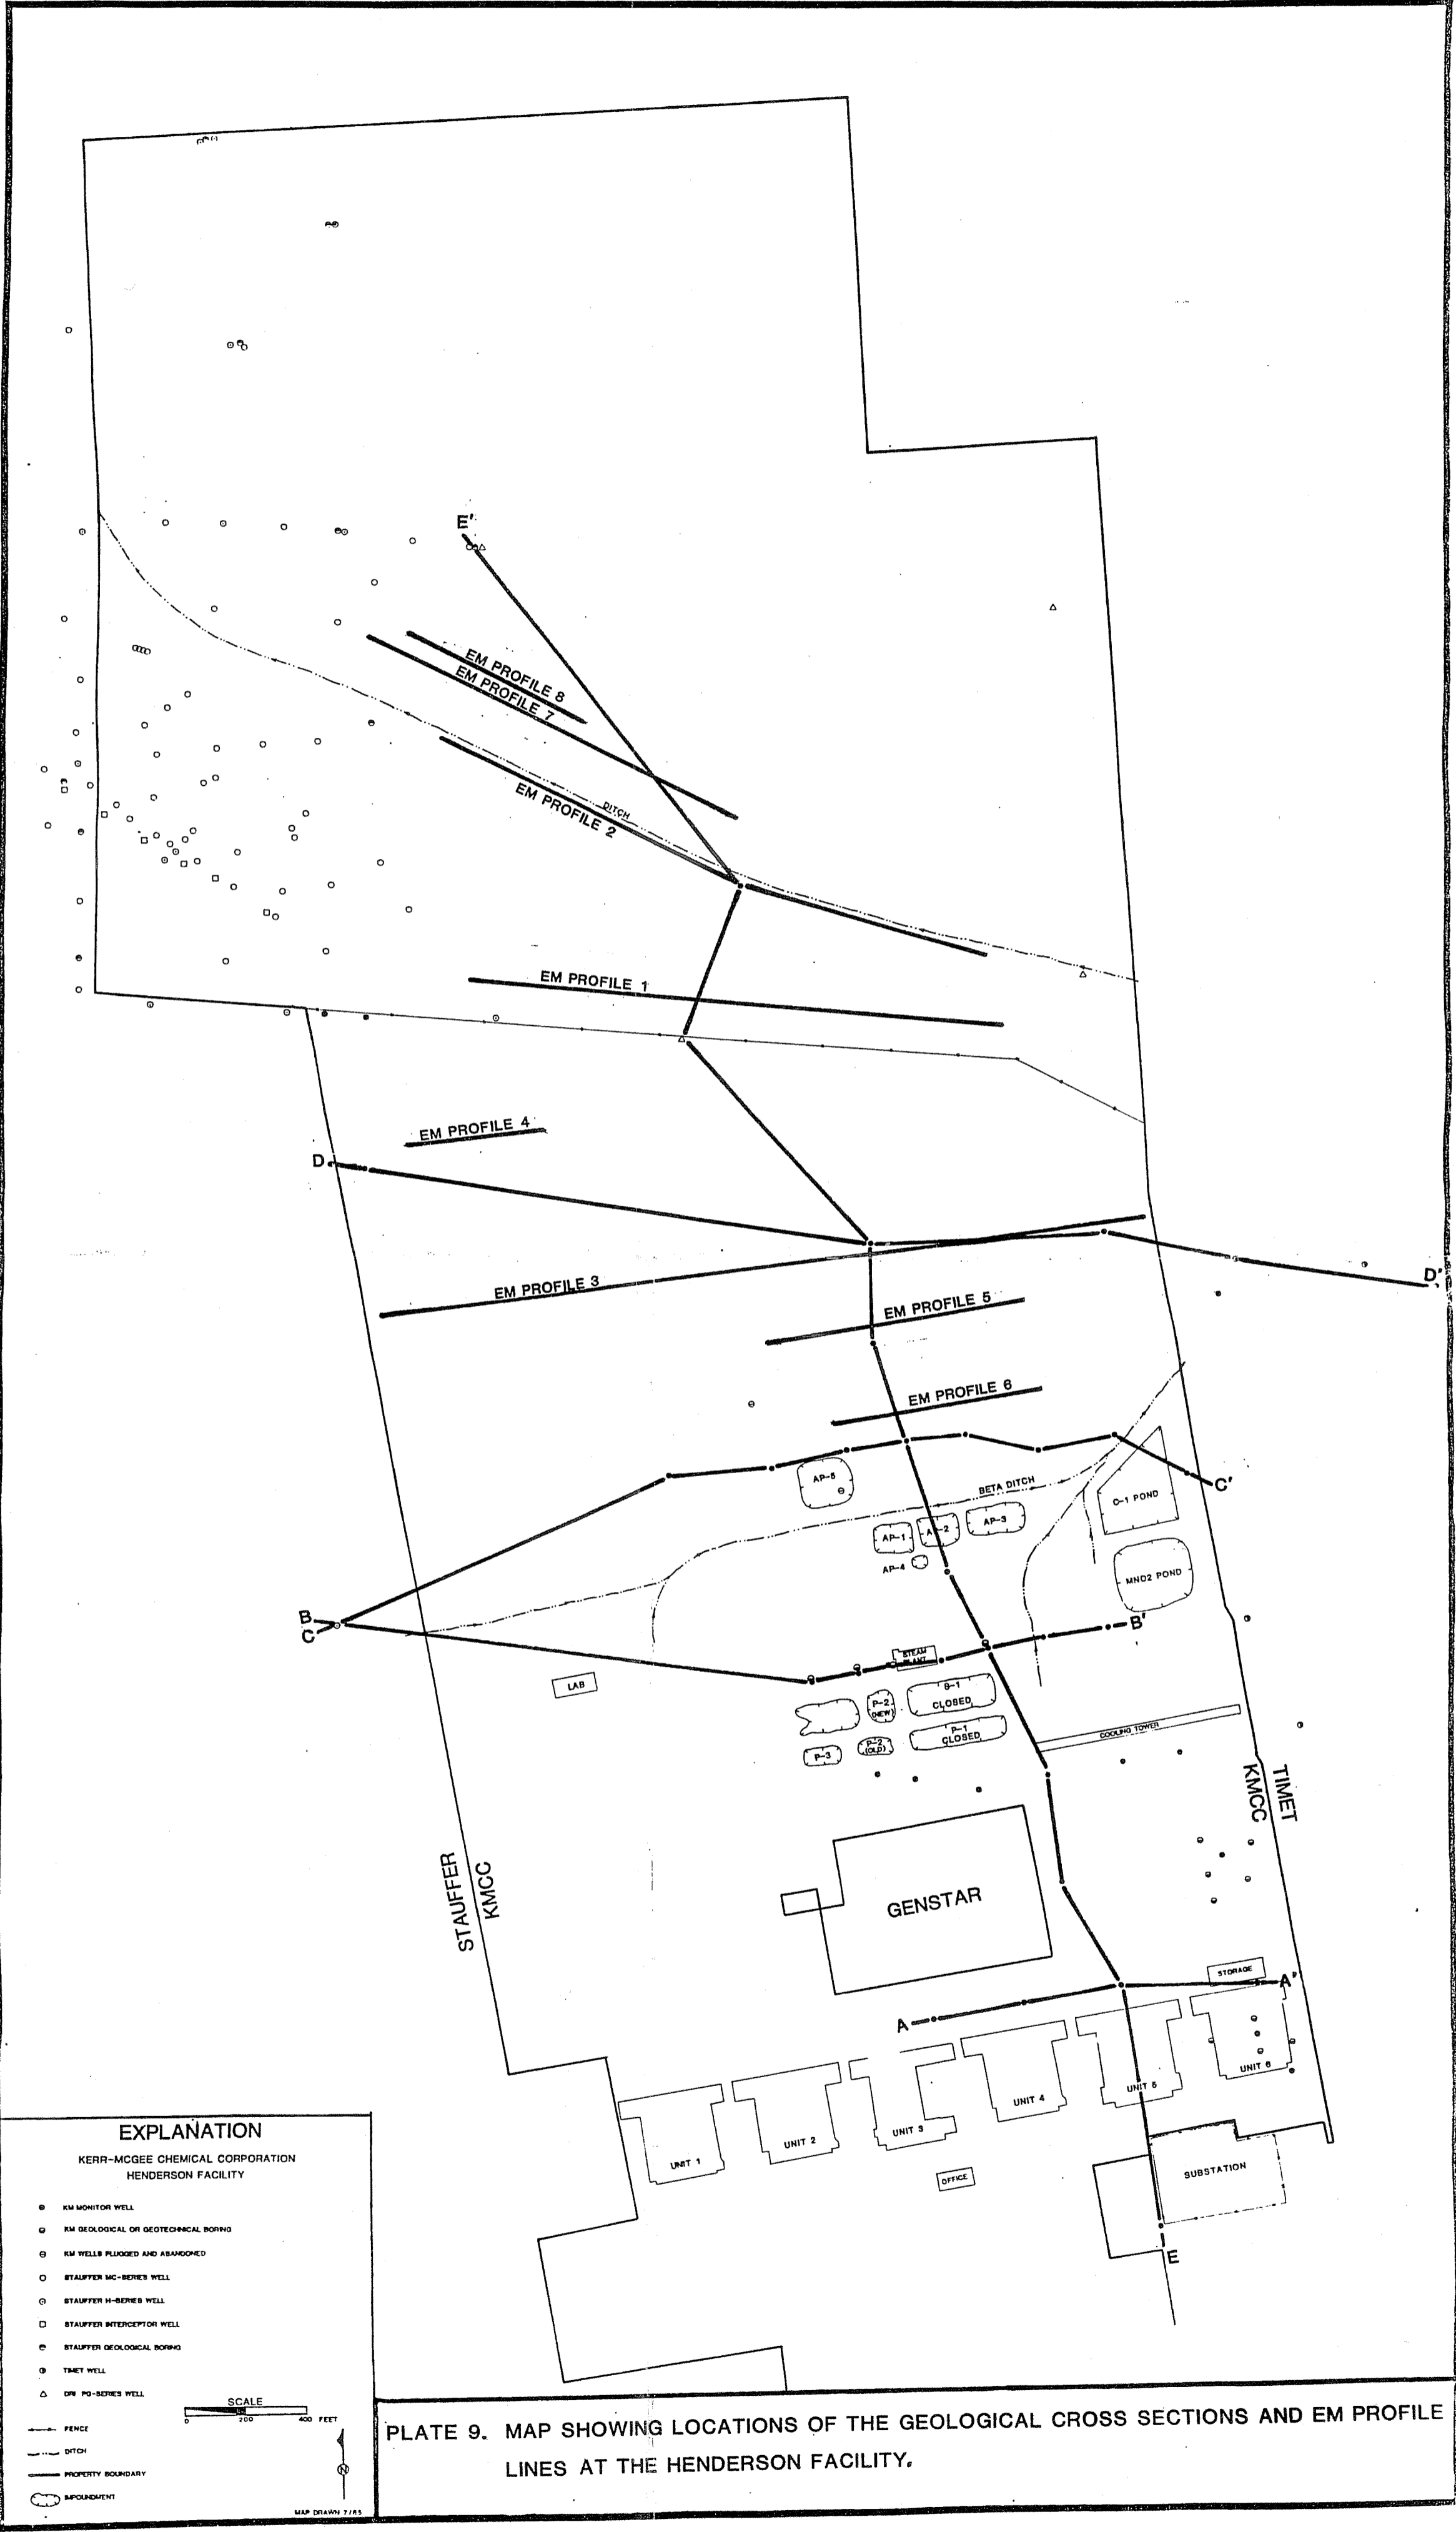 E'
EM PROFILE 8
EM PROFILE 7
DITCH
EM PROFILE 2
EM PROFILE 1
EM PROFILE 4
D
EM PROFILE 3
D'
EM PROFILE 5
EM PROFILE 6
AP-5
BETA DITCH
C'
C-1 POND
AP-1
AP-3
AP-4
MNO2 POND
B
C
B'
STEAM
PLANT
LAB
S-1
CLOSED
P-2
(NEW)
P-1
CLOSED
P-2
(OLD)
P-3
COOLING TOWER
TIMET
KMCC
STAUFFER
KMCC
GENSTAR
STORAGE
A'
A
UNIT 6
UNIT 5
UNIT 4
UNIT 3
UNIT 2
UNIT 1
OFFICE
SUBSTATION
E
EXPLANATION
KERR-MCGEE CHEMICAL CORPORATION
HENDERSON FACILITY
KM MONITOR WELL
KM GEOLOGICAL OR GEOTECHNICAL BORING
KM WELLS PLUGGED AND ABANDONED
STAUFFER MC-SERIES WELL
STAUFFER H-SERIES WELL
STAUFFER INTERCEPTOR WELL
STAUFFER GEOLOGICAL BORING
TIMET WELL
DRI PG-SERIES WELL
SCALE
0 200 400 FEET
FENCE
DITCH
PROPERTY BOUNDARY
IMPOUNDMENT
N
MAP DRAWN 7/85
PLATE 9. MAP SHOWING LOCATIONS OF THE GEOLOGICAL CROSS SECTIONS AND EM PROFILE
LINES AT THE HENDERSON FACILITY.